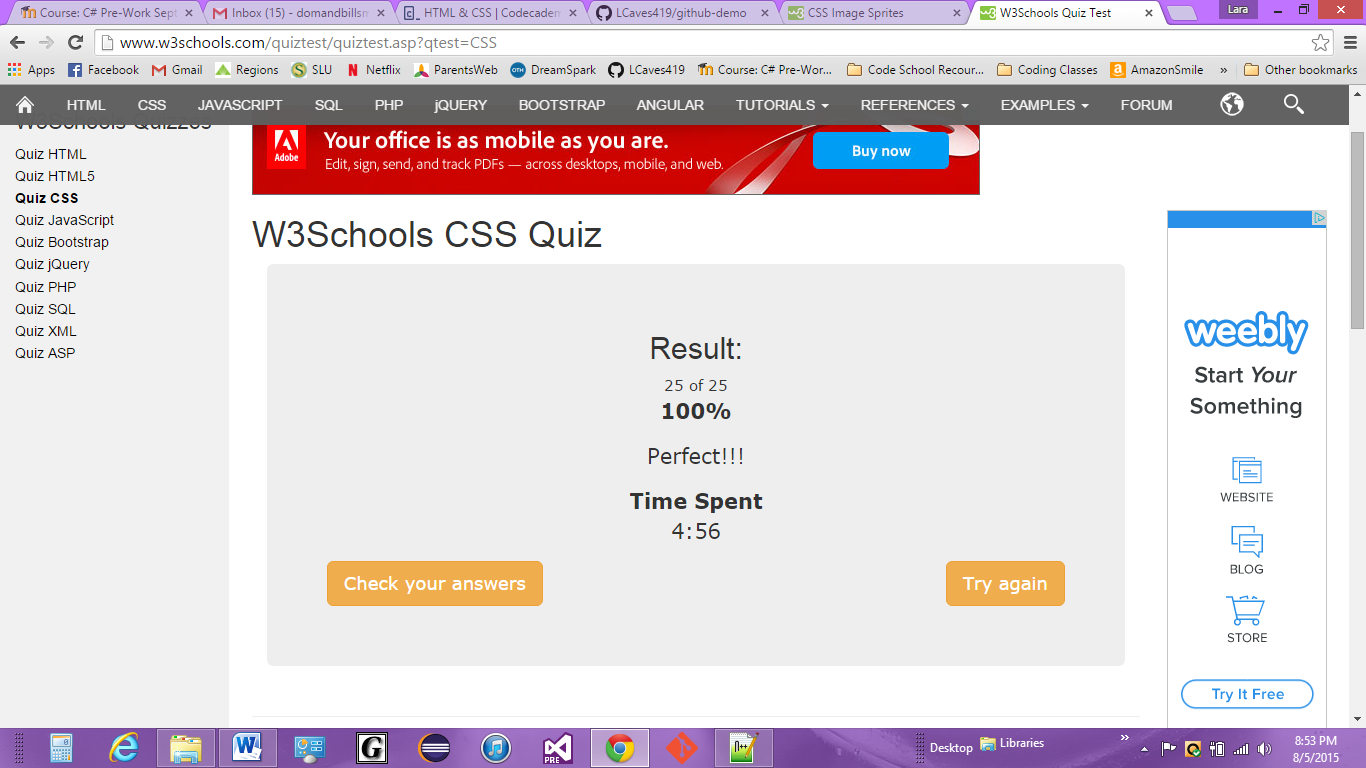 Course: C# Pre-Work Sept
Inbox (15) - domandbillsm
HTML & CSS | Codecadem
LCaves419/github-demo
CSS Image Sprites
W3Schools Quiz Test
Lara
www.w3schools.com/quiztest/quiztest.asp?qtest=CSS
Apps Facebook Gmail Regions SLU Netflix ParentsWeb DreamSpark LCaves419 Course: C# Pre-Wor... Code School Recour... Coding Classes AmazonSmile » Other bookmarks
HTML CSS JAVASCRIPT SQL PHP jQUERY BOOTSTRAP ANGULAR TUTORIALS REFERENCES EXAMPLES FORUM
W3Schools Quizzes
Quiz HTML
Quiz HTML5
Quiz CSS
Quiz JavaScript
Quiz Bootstrap
Quiz jQuery
Quiz PHP
Quiz SQL
Quiz XML
Quiz ASP
Adobe
Your office is as mobile as you are.
Edit, sign, send, and track PDFs — across desktops, mobile, and web.
Buy now
W3Schools CSS Quiz
Result:
25 of 25
100%
Perfect!!!
Time Spent
4:56
Check your answers
Try again
weebly
Start Your
Something
WEBSITE
BLOG
STORE
Try It Free
PRE
Desktop
Libraries
»
8:53 PM
8/5/2015